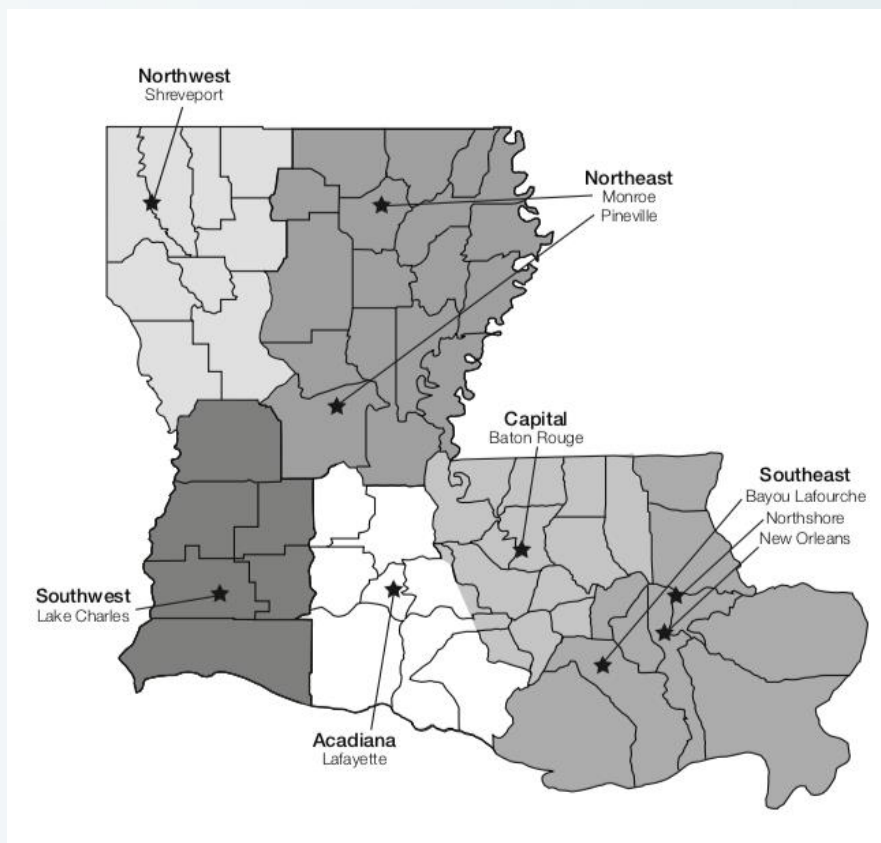 Northwest
Shreveport
Northeast
Monroe
Pineville
Capital
Baton Rouge
Southeast
Bayou Lafourche
Northshore
New Orleans
Southwest
Lake Charles
Acadiana
Lafayette